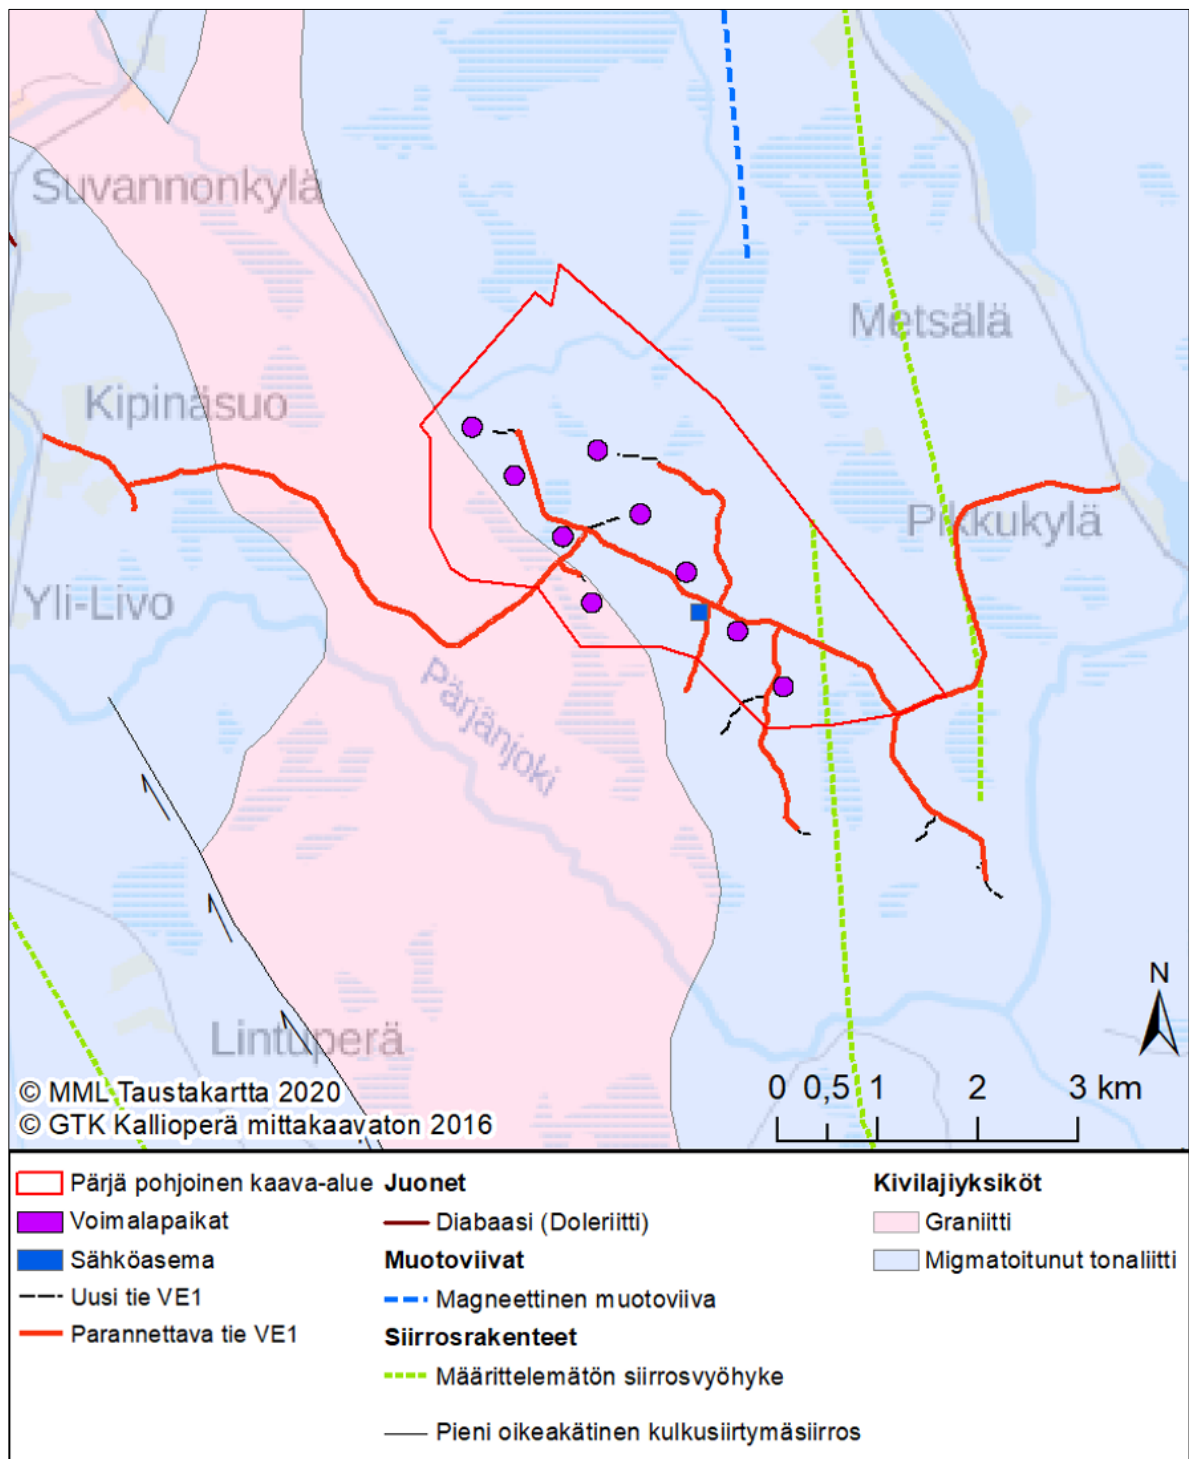 Suvannonkylä
Metsälä
Kipinäsuo
Pikkukylä
Yli-Livo
Pärjänjoki
N
Lintuperä
© MML Taustakartta 2020
© GTK Kallioperä mittakaavaton 2016
0 0,5 1 2 3 km
Pärjä pohjoinen kaava-alue
Voimalapaikat
Sähköasema
Uusi tie VE1
Parannettava tie VE1
Juonet
Diabaasi (Doleriitti)
Muotoviivat
Magneettinen muotoviiva
Siirrosrakenteet
Määrittelemätön siirrosvyöhyke
Pieni oikeakätinen kulkusiirtymäsiirros
Kivilajiyksiköt
Graniitti
Migmatoitunut tonaliitti